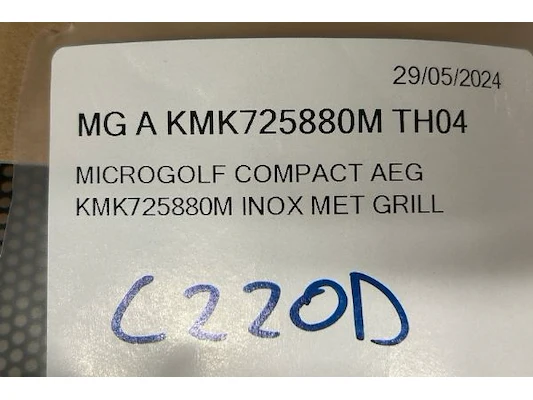 29/05/2024
MG A KMK725880M TH04
MICROGOLF COMPACT AEG
KMK725880M INOX MET GRILL
C220D